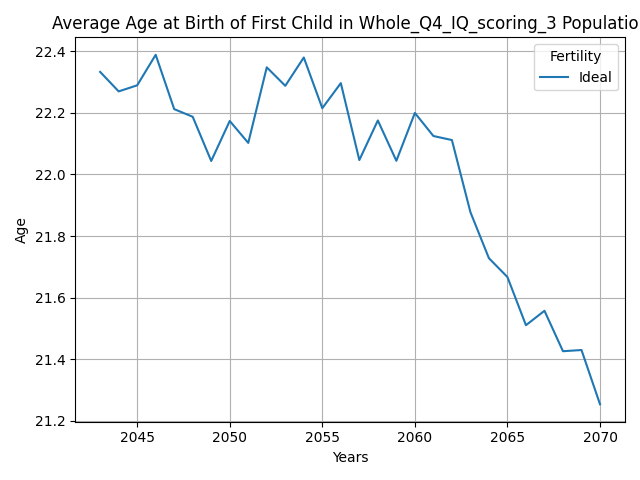 Average Age at Birth of First Child in Whole_Q4_IQ_scoring_3 Populatio
Fertility
Ideal
22.4
22.2
22.0
21.8
21.6
21.4
21.2
Age
2045 2050 2055 2060 2065 2070
Years